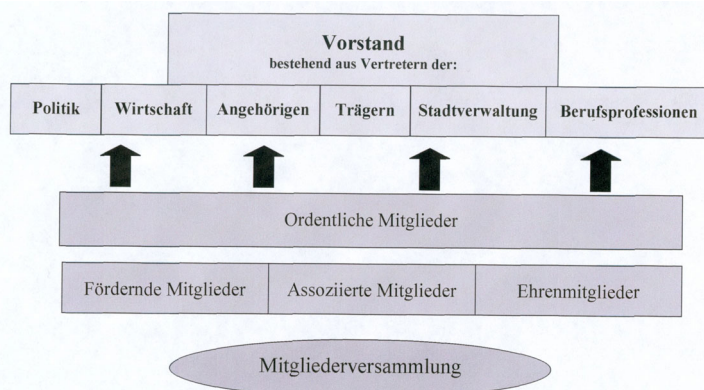 Vorstand
bestehend aus Vertretern der:
Politik Wirtschaft Angehörigen Trägern Stadtverwaltung Berufsprofessionen
Ordentliche Mitglieder
Fördernde Mitglieder Assoziierte Mitglieder Ehrenmitglieder
Mitgliederversammlung